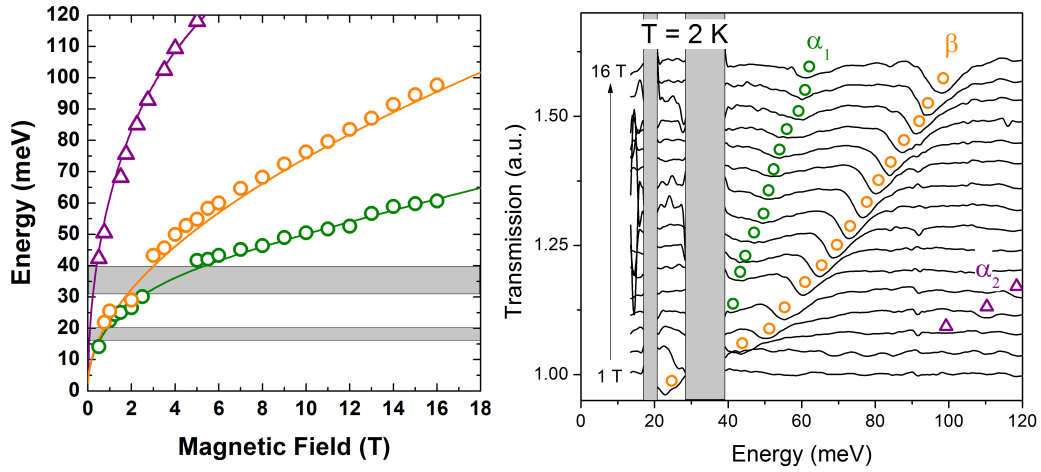 120
110
100
90
80
70
60
50
40
30
20
10
0
Energy (meV)
0 2 4 6 8 10 12 14 16 18
Magnetic Field (T)
T = 2 K
α1
β
16 T
α2
1 T
1.50
1.25
1.00
Transmission (a.u.)
0 20 40 60 80 100 120
Energy (meV)